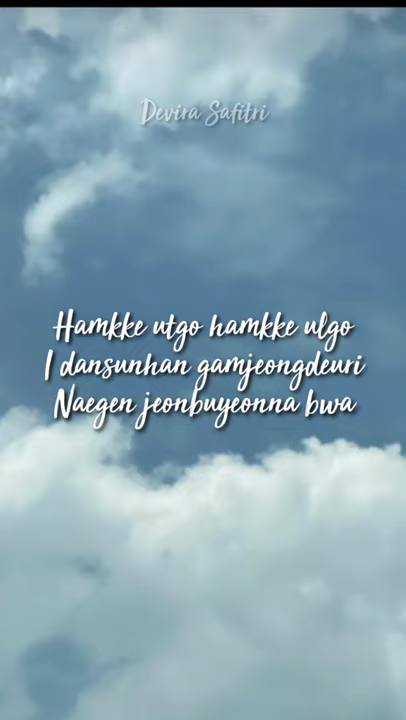 Devira Safitri
Hamkke utgo hamkke ulgo
I dansunhan gamjeongdeuri
Naegen jeonbuyeonna bwa